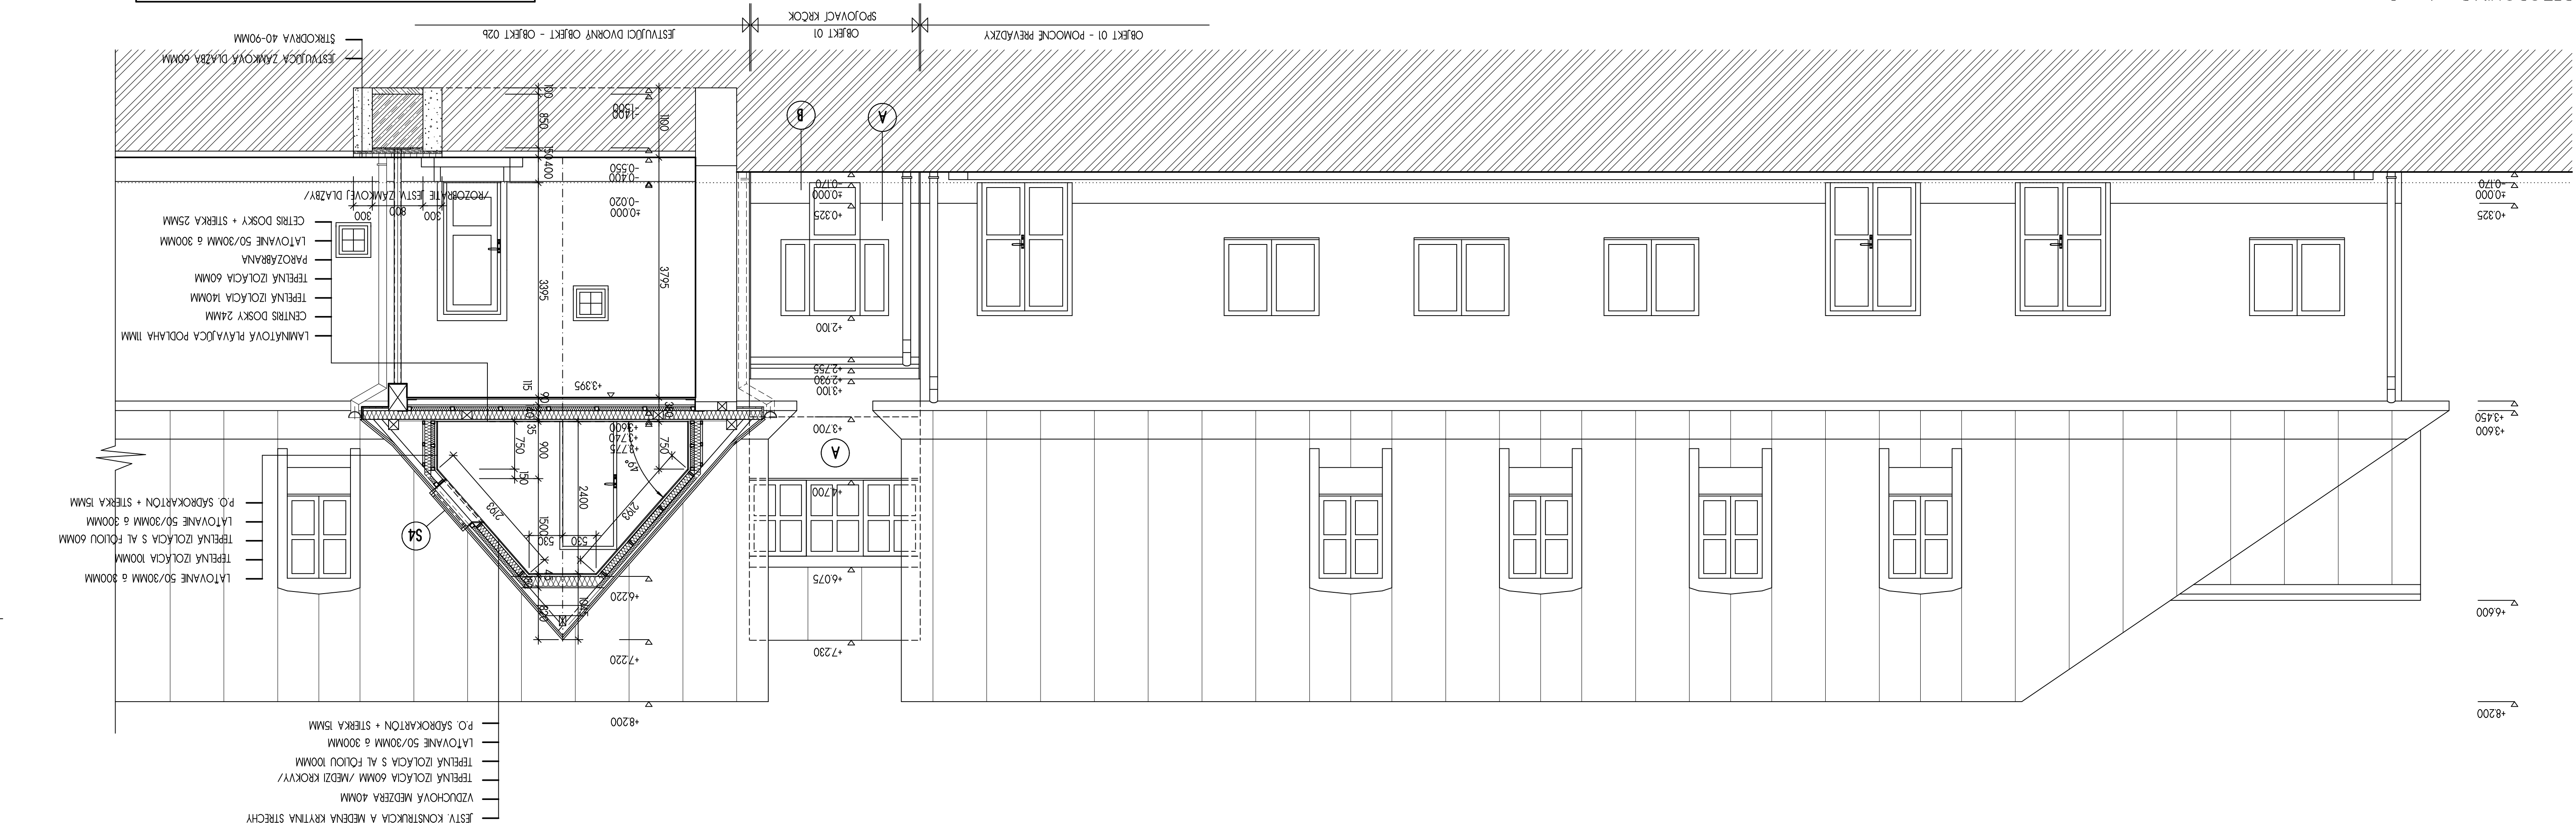 JESTV. KONŠTRUKCIA A MEDENÁ KRYTINA STRECHY
VZDUCHOVÁ MEDZERA 40MM
TEPELNÁ IZOLÁCIA 60MM /MEDZI KROKVY/
TEPELNÁ IZOLÁCIA S AL FÓLIOU 100MM
LAŤOVANIE 50/30MM á 300MM
P.O. SÁDROKARTÓN + STIERKA 15MM
+8.200
+8.200
+7.230
+7.220
+6.600
+6.220
+6.075
820
1045
45
LAŤOVANIE 50/30MM á 300MM
TEPELNÁ IZOLÁCIA 100MM
TEPELNÁ IZOLÁCIA S AL FÓLIOU 60MM
LAŤOVANIE 50/30MM á 300MM
P.O. SÁDROKARTÓN + STIERKA 15MM
S4
530
530
1500
2193
2193
2400
+4.700
150
49°
A
750
900
750
35
+3.775
+3.740
+3.600
+3.700
+3.600
+3.450
90
115
+3.395
+3.100
+2.930
+2.755
LAMINÁTOVÁ PLÁVAJÚCA PODLAHA 11MM
CENTRIS DOSKY 24MM
TEPELNÁ IZOLÁCIA 140MM
TEPELNÁ IZOLÁCIA 60MM
PAROZÁBRANA
LAŤOVANIE 50/30MM á 300MM
CETRIS DOSKY + STIERKA 25MM
+2.100
3395
3795
300
800
300
/ROZOBRATIE JESTV. ZÁMKOVEJ DLAŽBY/
+0.325
+0.325
±0.000
-0.020
±0.000
-0.170
±0.000
-0.170
-0.400
-0.550
400
150
850
100
1100
-1.400
-1.500
A
B
JESTVUJÚCA ZÁMKOVÁ DLAŽBA 60MM
ŠTRKODRVA 40-90MM
OBJEKT 01 - POMOCNÉ PREVÁDZKY
OBJEKT 01
SPOJOVACÍ KRČOK
JESTVUJÚCI DVORNÝ OBJEKT - OBJEKT 02b